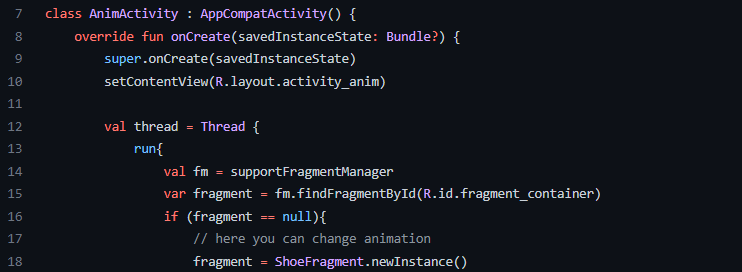 7 class AnimActivity : AppCompatActivity() {
8     override fun onCreate(savedInstanceState: Bundle?) {
9         super.onCreate(savedInstanceState)
10         setContentView(R.layout.activity_anim)
11
12         val thread = Thread {
13             run{
14                 val fm = supportFragmentManager
15                 var fragment = fm.findFragmentById(R.id.fragment_container)
16                 if (fragment == null){
17                     // here you can change animation
18                     fragment = ShoeFragment.newInstance()